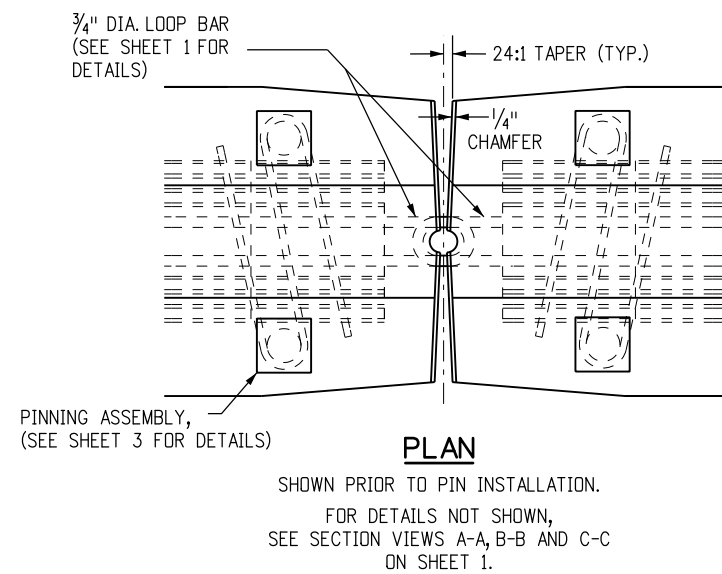 ¾" DIA. LOOP BAR
(SEE SHEET 1 FOR
DETAILS)
24:1 TAPER (TYP.)
¼"
CHAMFER
PINNING ASSEMBLY,
(SEE SHEET 3 FOR DETAILS)
PLAN
SHOWN PRIOR TO PIN INSTALLATION.
FOR DETAILS NOT SHOWN,
SEE SECTION VIEWS A-A, B-B AND C-C
ON SHEET 1.